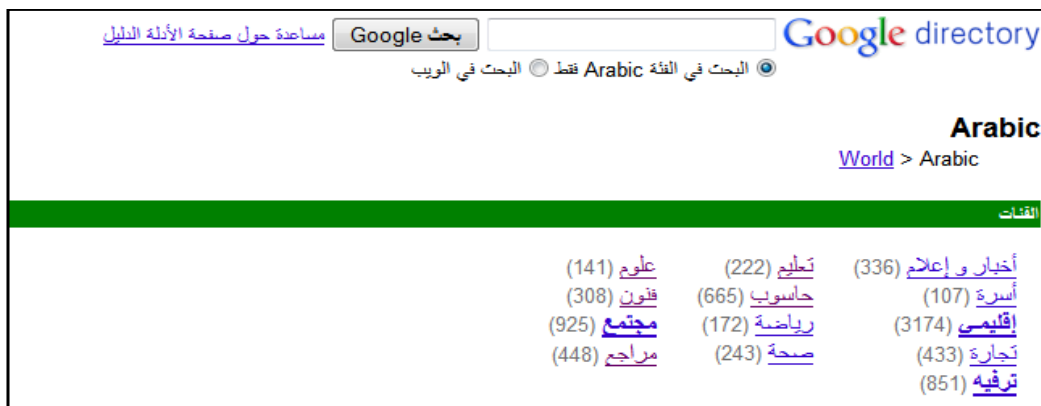 Google directory بحث Google مساعدة حول صفحة الأدلة الدليل
البحث في الفئة Arabic فقط البحث في الويب
Arabic
World > Arabic
الفئات
أخبار و إعلام (336) تعليم (222) علوم (141)
أسرة (107) حاسوب (665) فنون (308)
إقليمـي (3174) رياضة (172) مجتمع (925)
تجارة (433) صحة (243) مراجع (448)
ترفيه (851)